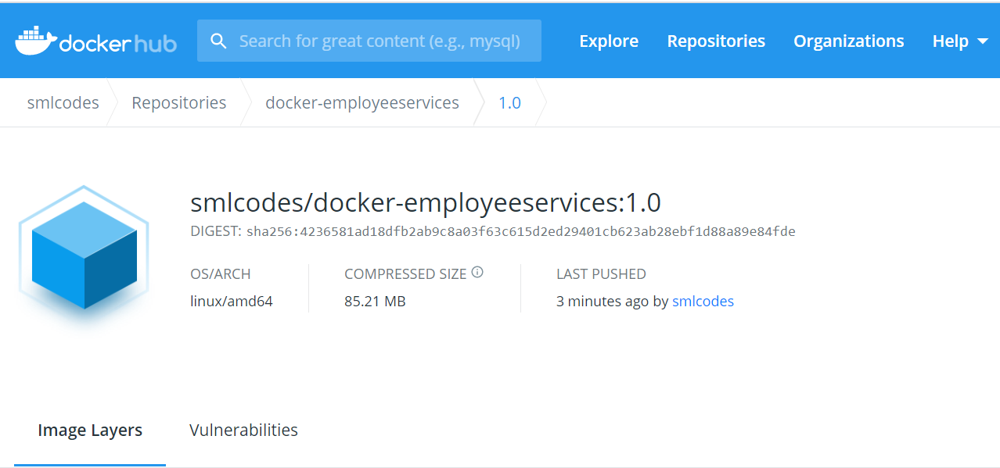 docker hub Search for great content (e.g., mysql) Explore Repositories Organizations Help
smlcodes Repositories docker-employeeservices 1.0
smlcodes/docker-employeeservices:1.0
DIGEST: sha256:4236581ad18dfb2ab9c8a03f63c615d2ed29401cb623ab28ebf1d88a89e84fde
OS/ARCH COMPRESSED SIZE LAST PUSHED
linux/amd64 85.21 MB 3 minutes ago by smlcodes
Image Layers Vulnerabilities